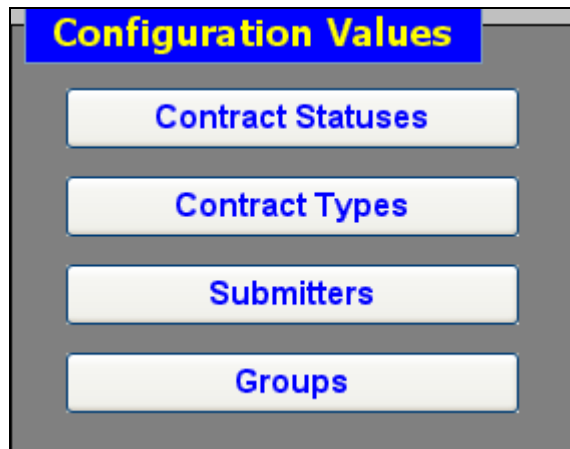 Configuration Values
Contract Statuses
Contract Types
Submitters
Groups